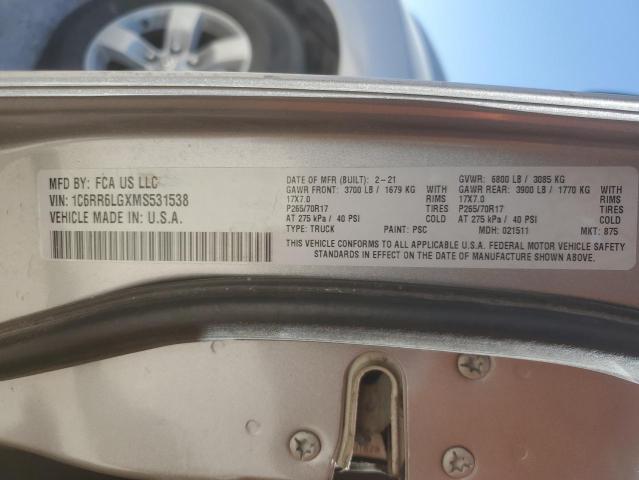 MFD BY: FCA US LLC
VIN: 1C6RR6LGXMS531538
VEHICLE MADE IN U.S.A.
DATE OF MFR (BUILT): 2-21 GVWR: 6800 LB / 3085 KG
GAWR FRONT: 3700 LB / 1679 KG WITH GAWR REAR: 3900 LB / 1770 KG WITH
17X7.0 RIMS 17X7.0 RIMS
P265/70R17 TIRES P265/70R17 TIRES
AT 275 kPa / 40 PSI COLD AT 275 kPa / 40 PSI COLD
TYPE: TRUCK PAINT: PSC MDH: 021511 MKT: 875
THIS VEHICLE CONFORMS TO ALL APPLICABLE U.S.A. FEDERAL MOTOR VEHICLE SAFETY
STANDARDS IN EFFECT ON THE DATE OF MANUFACTURE SHOWN ABOVE.